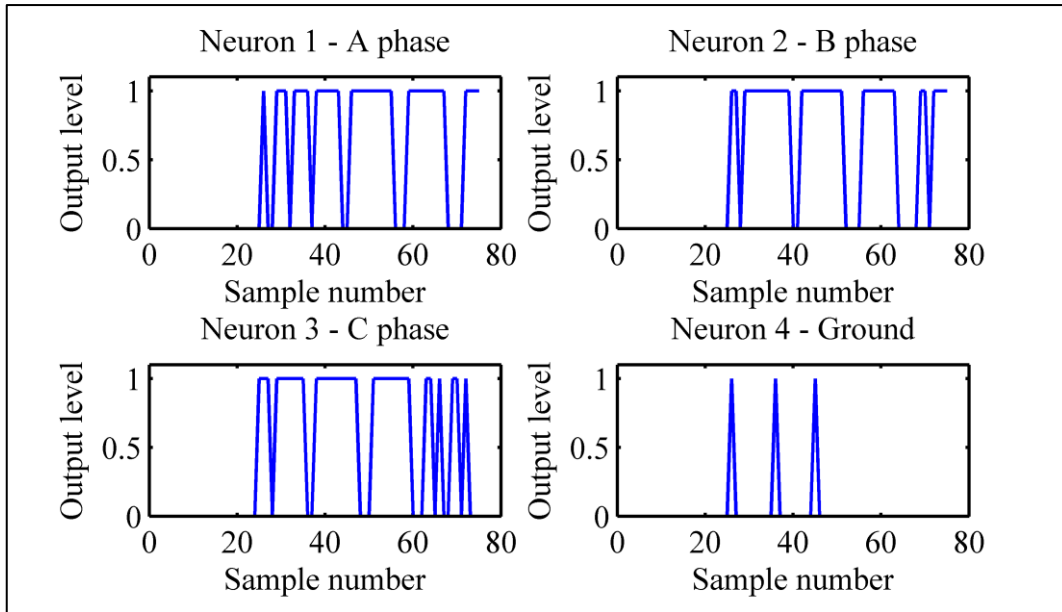 Neuron 1 - A phase
Output level
1
0.5
0
0 20 40 60 80
Sample number
Neuron 2 - B phase
Output level
1
0.5
0
0 20 40 60 80
Sample number
Neuron 3 - C phase
Output level
1
0.5
0
0 20 40 60 80
Sample number
Neuron 4 - Ground
Output level
1
0.5
0
0 20 40 60 80
Sample number